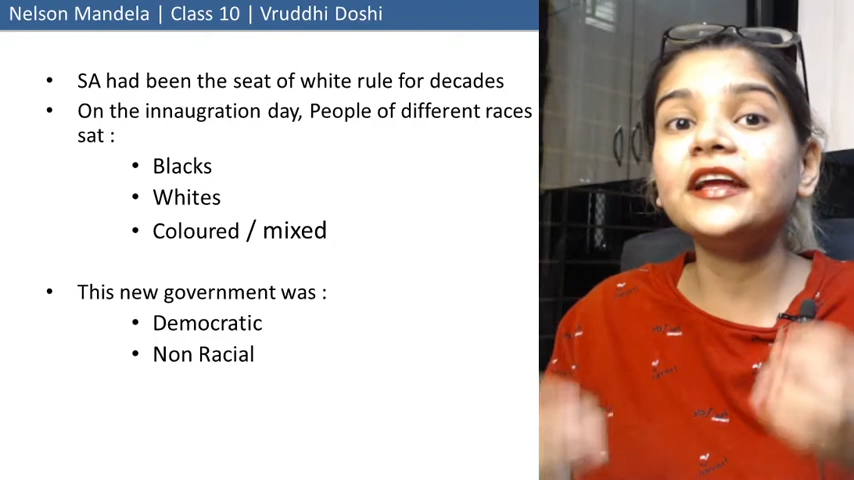 Nelson Mandela | Class 10 | Vruddhi Doshi
• SA had been the seat of white rule for decades
• On the innaugration day, People of different races
sat :
• Blacks
• Whites
• Coloured / mixed
• This new government was :
• Democratic
• Non Racial